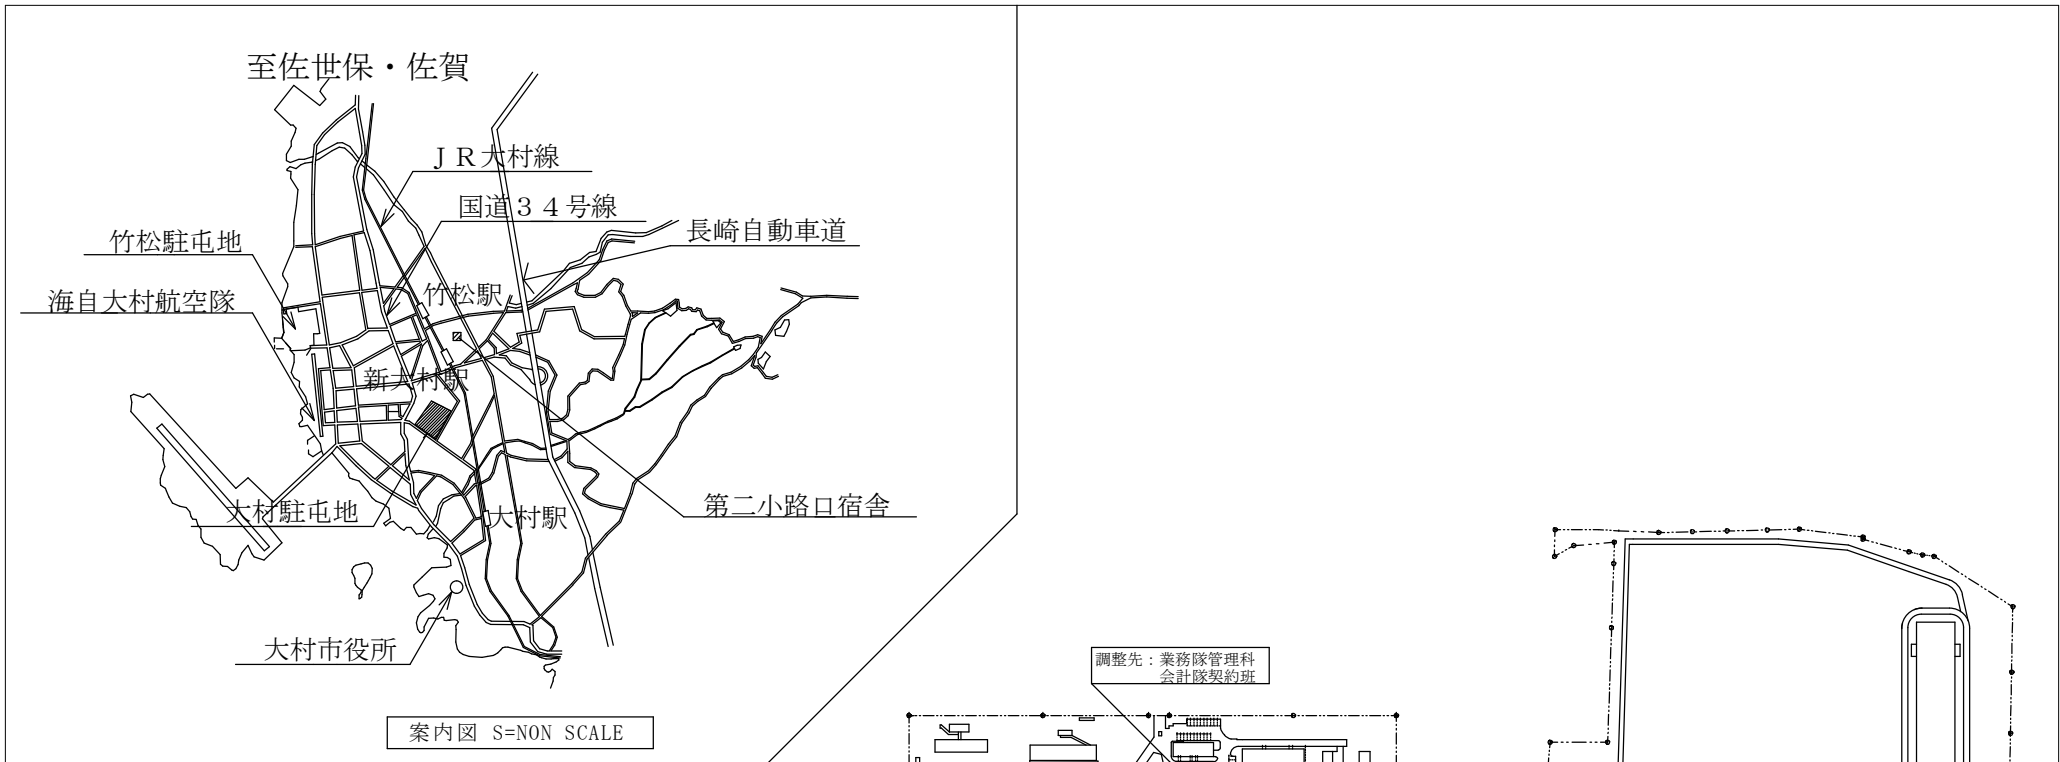 至佐世保・佐賀
ＪＲ大村線
国道３４号線
長崎自動車道
竹松駐屯地
竹松駅
海自大村航空隊
新大村駅
大村駐屯地
大村駅
第二小路口宿舎
大村市役所
調整先：業務隊管理科
会計隊契約班
案内図 S=NON SCALE